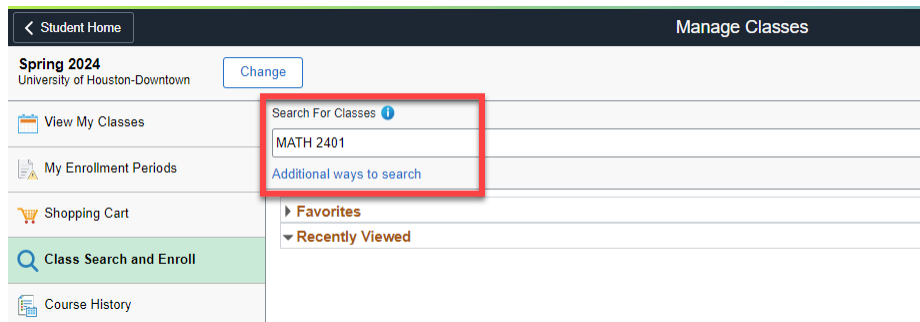 Student Home
Manage Classes
Spring 2024
University of Houston-Downtown
Change
View My Classes
My Enrollment Periods
Shopping Cart
Class Search and Enroll
Course History
Search For Classes
MATH 2401
Additional ways to search
Favorites
Recently Viewed